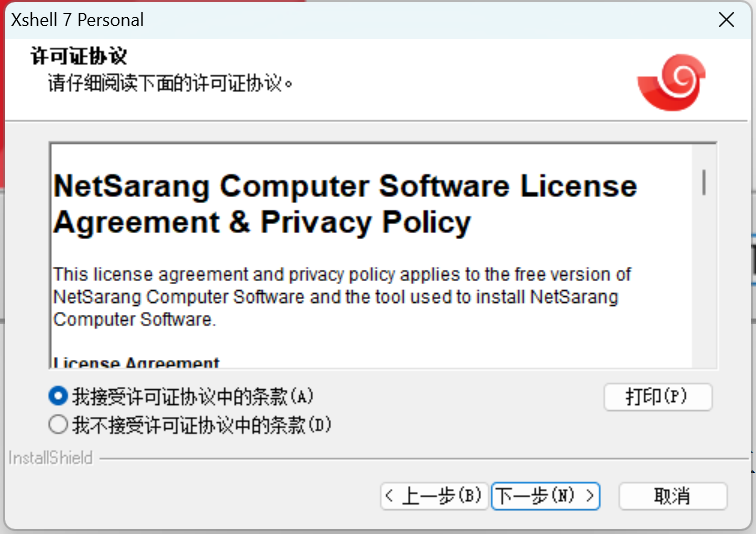 Xshell 7 Personal
许可证协议
请仔细阅读下面的许可证协议。
NetSarang Computer Software License
Agreement & Privacy Policy
This license agreement and privacy policy applies to the free version of
NetSarang Computer Software and the tool used to install NetSarang
Computer Software.
License Agreement
我接受许可证协议中的条款(A)
打印(P)
我不接受许可证协议中的条款(D)
InstallShield
< 上一步(B)
下一步(N) >
取消